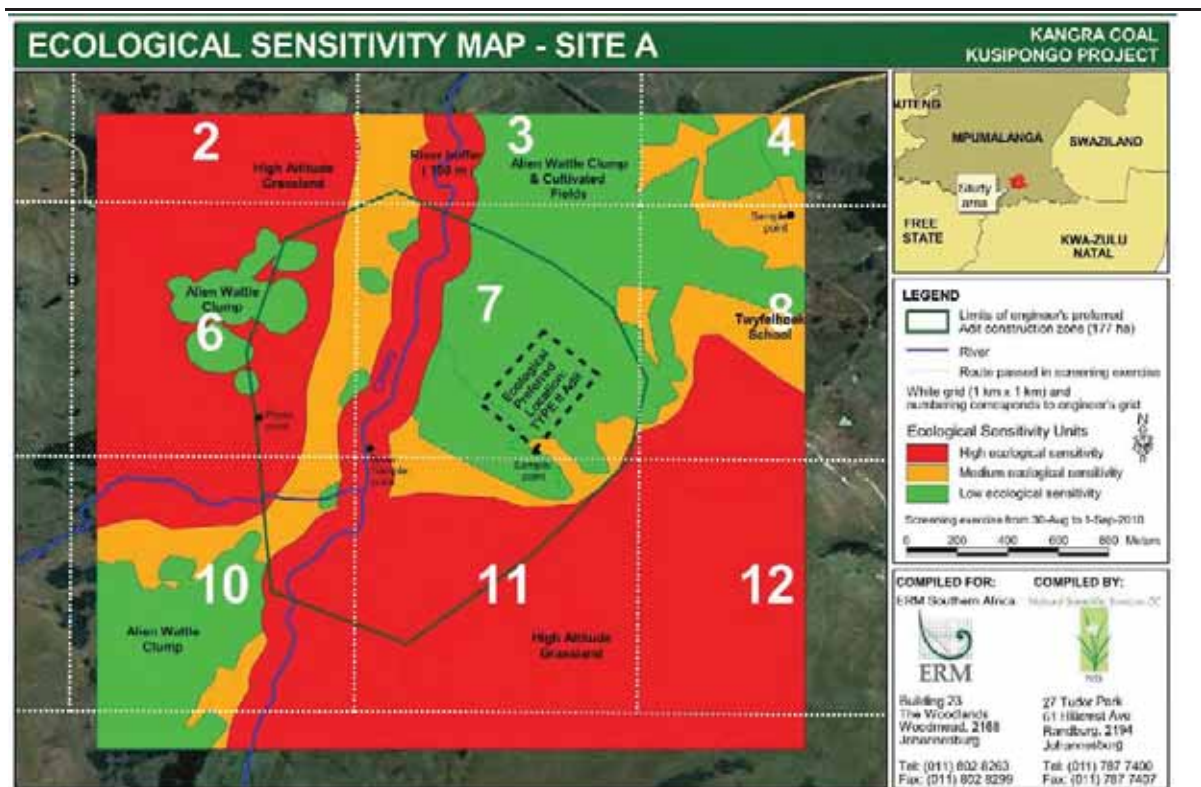 ECOLOGICAL SENSITIVITY MAP - SITE A
KANGRA COAL
KUSIPONGO PROJECT
2
High Altitude
Grassland
River buffer
(100 m)
3
Alien Wattle Clump
& Cultivated
Fields
4
Sample
point
Alien Wattle
Clump
6
7
8
Twyfelhoek
School
Ecological
Preferred
Location:
TYPE II Adit
Photo
point
Sample
point
Sample
point
10
Alien Wattle
Clump
11
High Altitude
Grassland
12
AUTENG
MPUMALANGA
SWAZILAND
Study
area
FREE
STATE
KWA-ZULU
NATAL
LEGEND
Limits of engineer's preferred
Adit construction zone (177 ha)
River
Route passed in screening exercise
White grid (1 km x 1 km) and
numbering corresponds to engineer's grid
N
Ecological Sensitivity Units
High ecological sensitivity
Medium ecological sensitivity
Low ecological sensitivity
Screening exercise from 30-Aug to 1-Sep-2010
0 200 400 600 800 Meters
COMPILED FOR:
ERM Southern Africa
ERM
Building 23
The Woodlands
Woodmead, 2168
Johannesburg
Tel: (011) 802 8263
Fax: (011) 802 8299
COMPILED BY:
Natural Scientific Services CC
27 Tudor Park
61 Hillcrest Ave
Randburg, 2194
Johannesburg
Tel: (011) 787 7400
Fax: (011) 787 7407